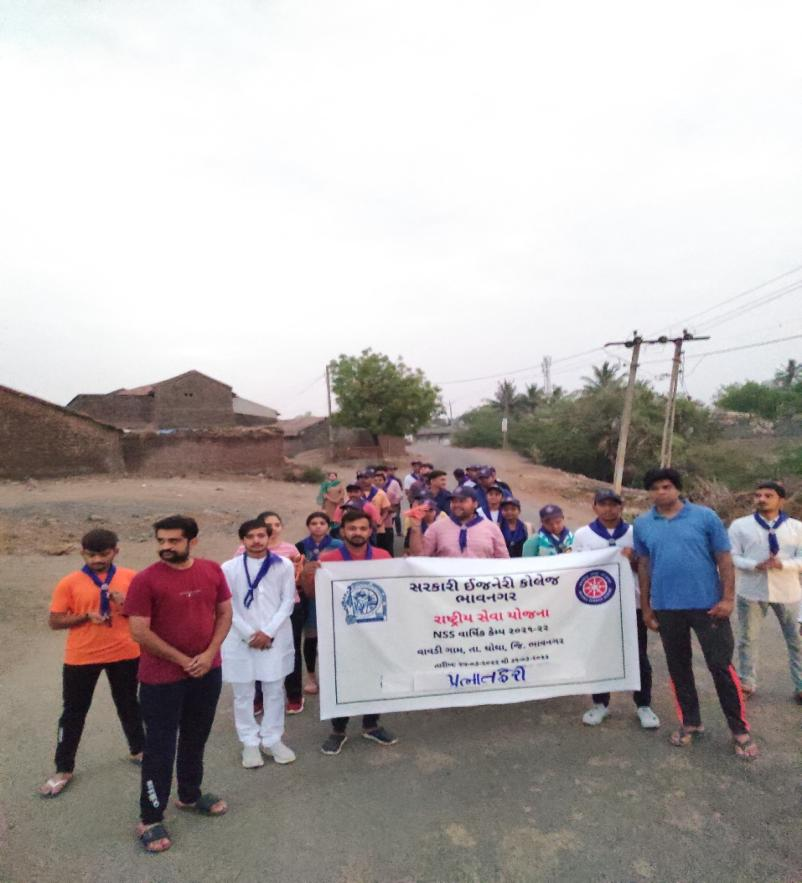 સરકારી ઈજનેરી કોલેજ
ભાવનગર
રાષ્ટ્રીય સેવા યોજના
NSS વાર્ષિક કેમ્પ ૨૦૨૧-૨૨
વાવડી ગામ, તા. ઘોઘા, જિ. ભાવનગર
પ્રભાતફેરી